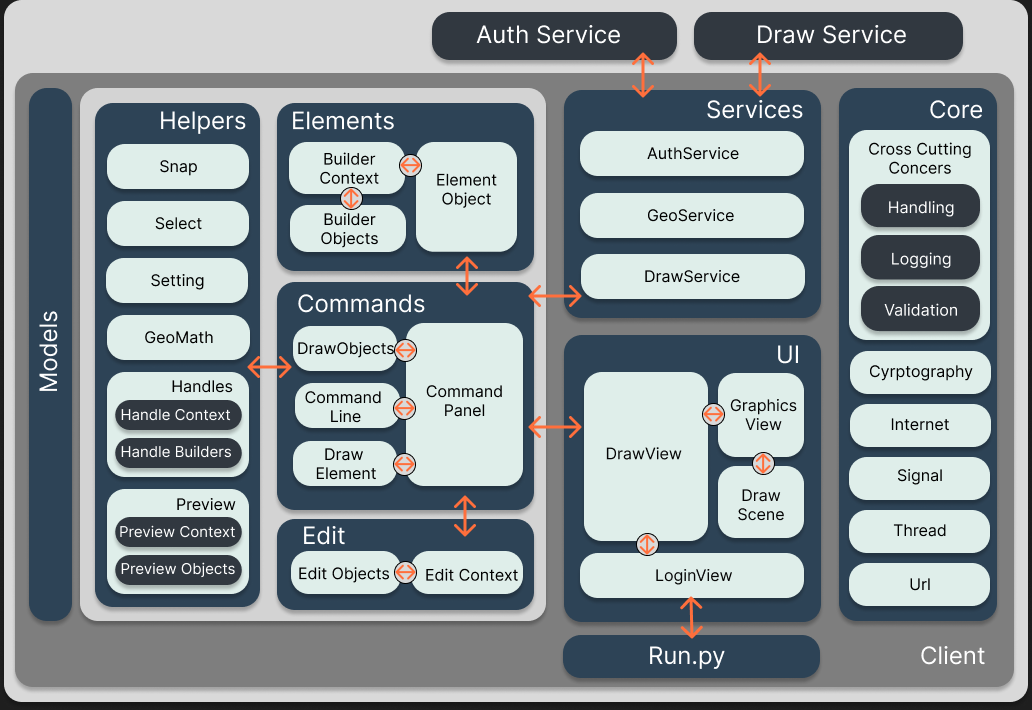 Auth Service
Draw Service
Models
Helpers
Snap
Select
Setting
GeoMath
Handles
Handle Context
Handle Builders
Preview
Preview Context
Preview Objects
Elements
Builder
Context
Builder
Objects
Element
Object
Commands
DrawObjects
Command
Line
Draw
Element
Command
Panel
Edit
Edit Objects
Edit Context
Services
AuthService
GeoService
DrawService
UI
DrawView
Graphics
View
Draw
Scene
LoginView
Run.py
Core
Cross Cutting
Concers
Handling
Logging
Validation
Cyrptography
Internet
Signal
Thread
Url
Client